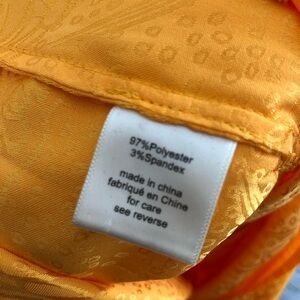 97%Polyester
3%Spandex
made in china
fabriqué en Chine
for care
see reverse